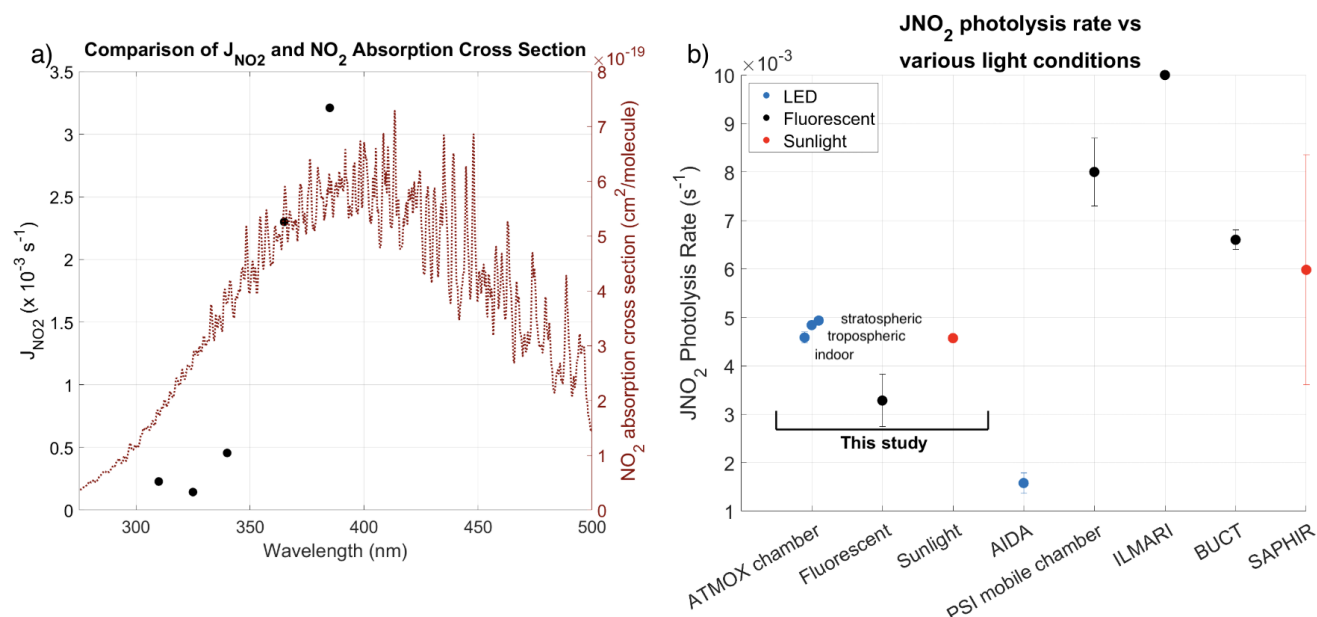 a)
Comparison of J_NO2 and NO₂ Absorption Cross Section
×10⁻¹⁹
3.5
3
2.5
2
1.5
1
0.5
0
J_NO2 (x 10⁻³ s⁻¹)
8
7
6
5
4
3
2
1
0
NO₂ absorption cross section (cm²/molecule)
300
350
400
450
500
Wavelength (nm)
b)
JNO₂ photolysis rate vs
various light conditions
× 10⁻³
10
9
8
7
6
5
4
3
2
1
JNO₂ Photolysis Rate (s⁻¹)
LED
Fluorescent
Sunlight
stratospheric
tropospheric
indoor
This study
ATMOX chamber
Fluorescent
Sunlight
AIDA
PSI mobile chamber
ILMARI
BUCT
SAPHIR